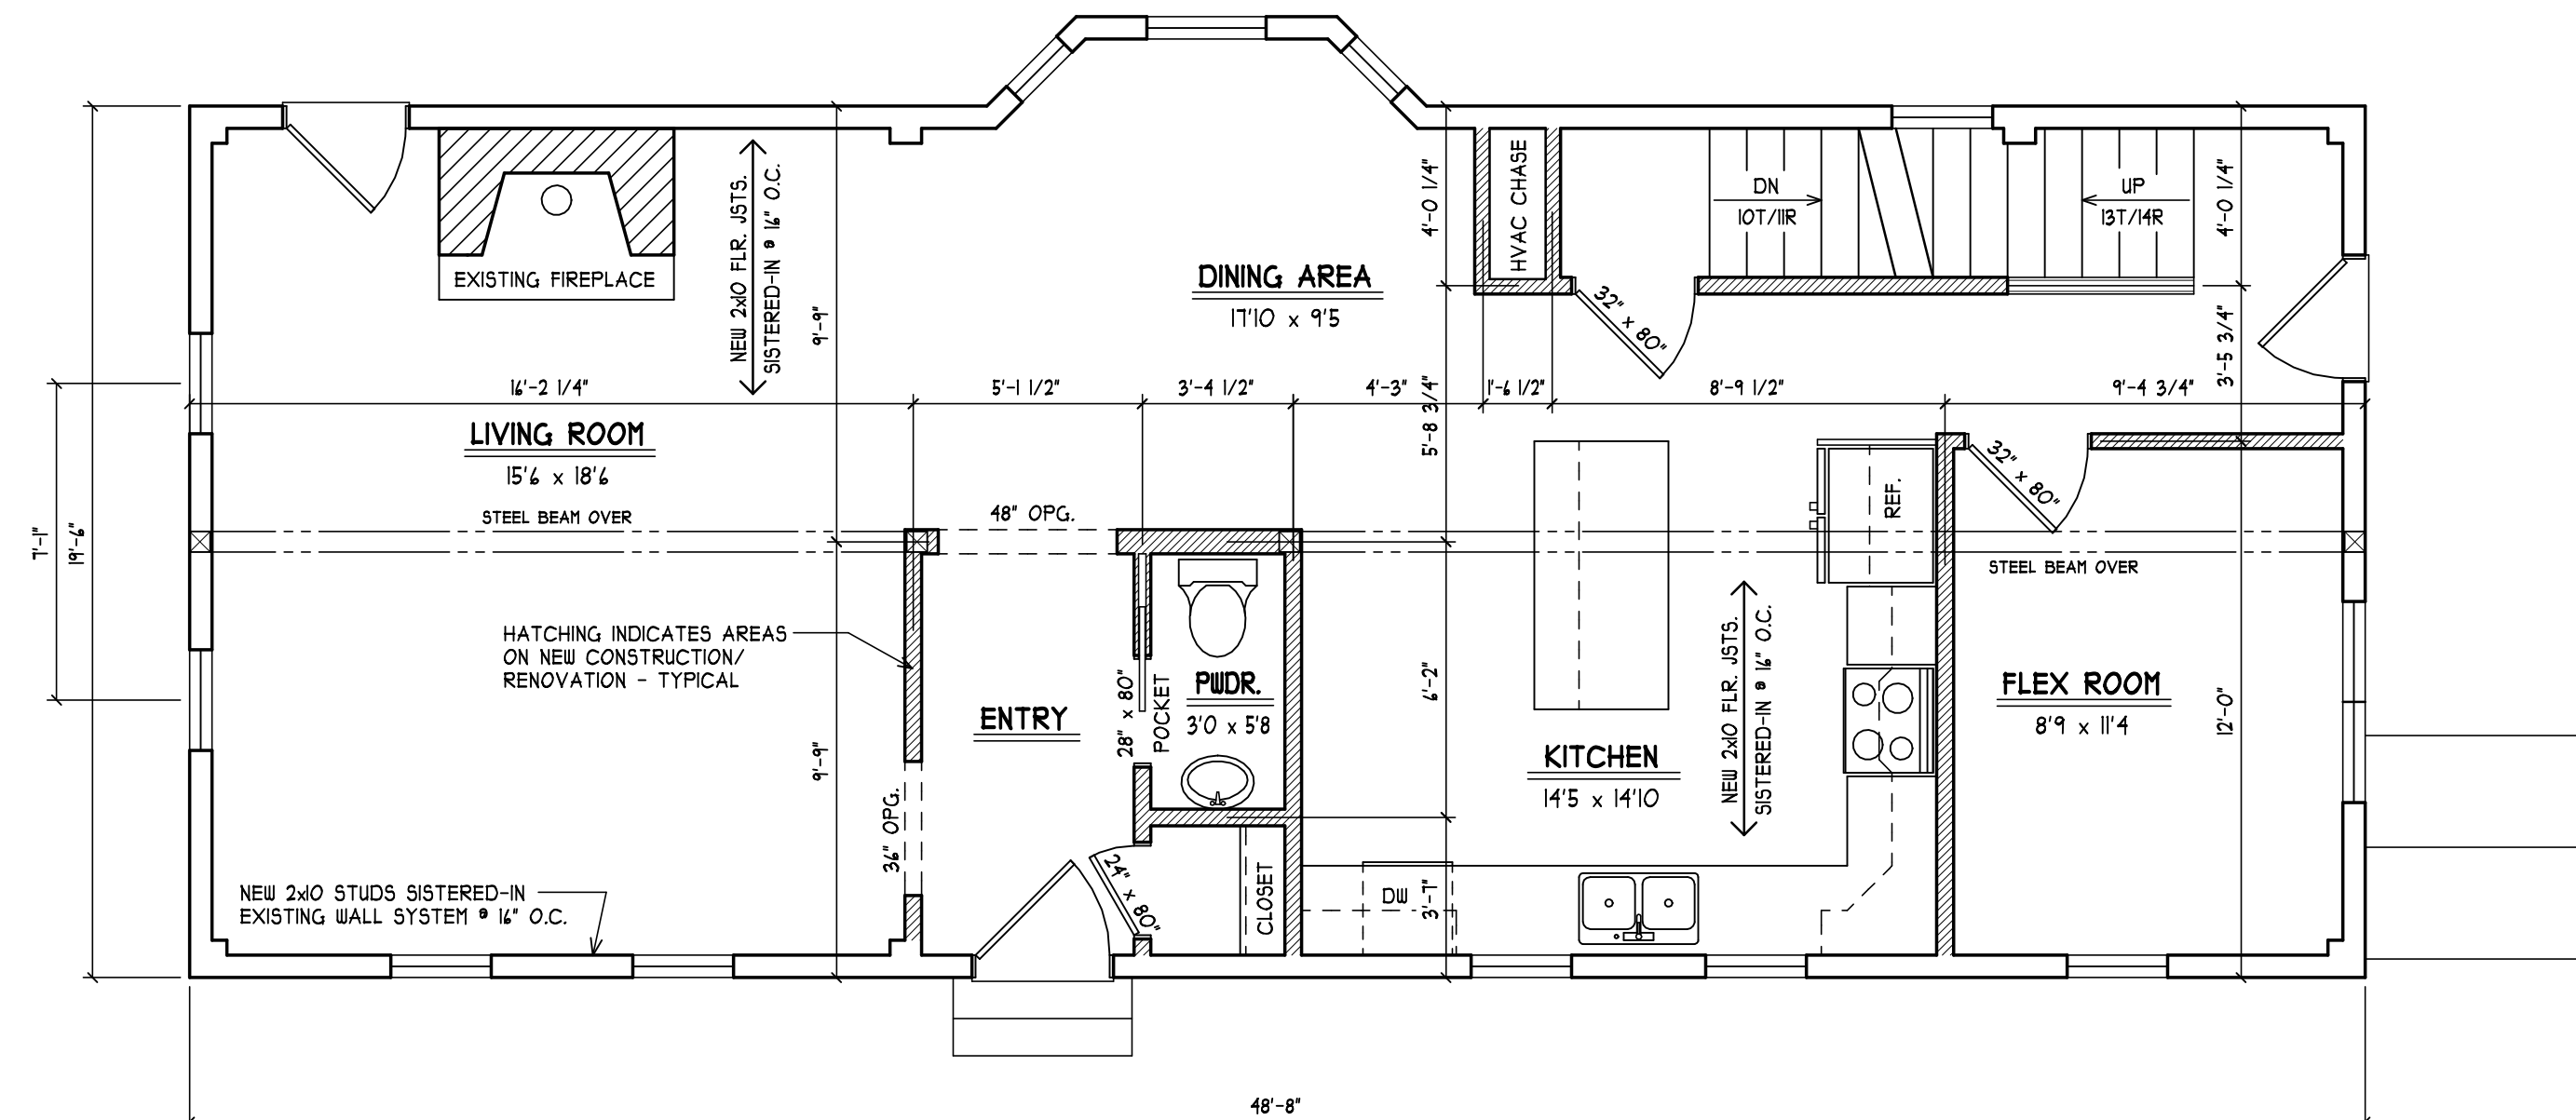 HVAC CHASE
4'-0 1/4"
DN
10T/11R
UP
13T/14R
4'-0 1/4"
NEW 2x10 FLR. JSTS.
SISTERED-IN @ 16" O.C.
EXISTING FIREPLACE
DINING AREA
17'10 x 9'5
9'-9"
32" x 80"
3'-5 3/4"
16'-2 1/4"
5'-1 1/2"
3'-4 1/2"
4'-3"
5'-8 3/4"
1'-6 1/2"
8'-9 1/2"
9'-4 3/4"
LIVING ROOM
15'6 x 18'6
32" x 80"
REF.
STEEL BEAM OVER
48" OPG.
7'-1"
19'-6"
STEEL BEAM OVER
HATCHING INDICATES AREAS
ON NEW CONSTRUCTION/
RENOVATION - TYPICAL
28" x 80"
POCKET
PWDR.
3'0 x 5'8
6'-2"
NEW 2x10 FLR. JSTS.
SISTERED-IN @ 16" O.C.
FLEX ROOM
8'9 x 11'4
12'-0"
ENTRY
9'-9"
KITCHEN
14'5 x 14'10
36" OPG.
24" x 80"
CLOSET
DW
3'-7"
NEW 2x10 STUDS SISTERED-IN
EXISTING WALL SYSTEM @ 16" O.C.
48'-8"